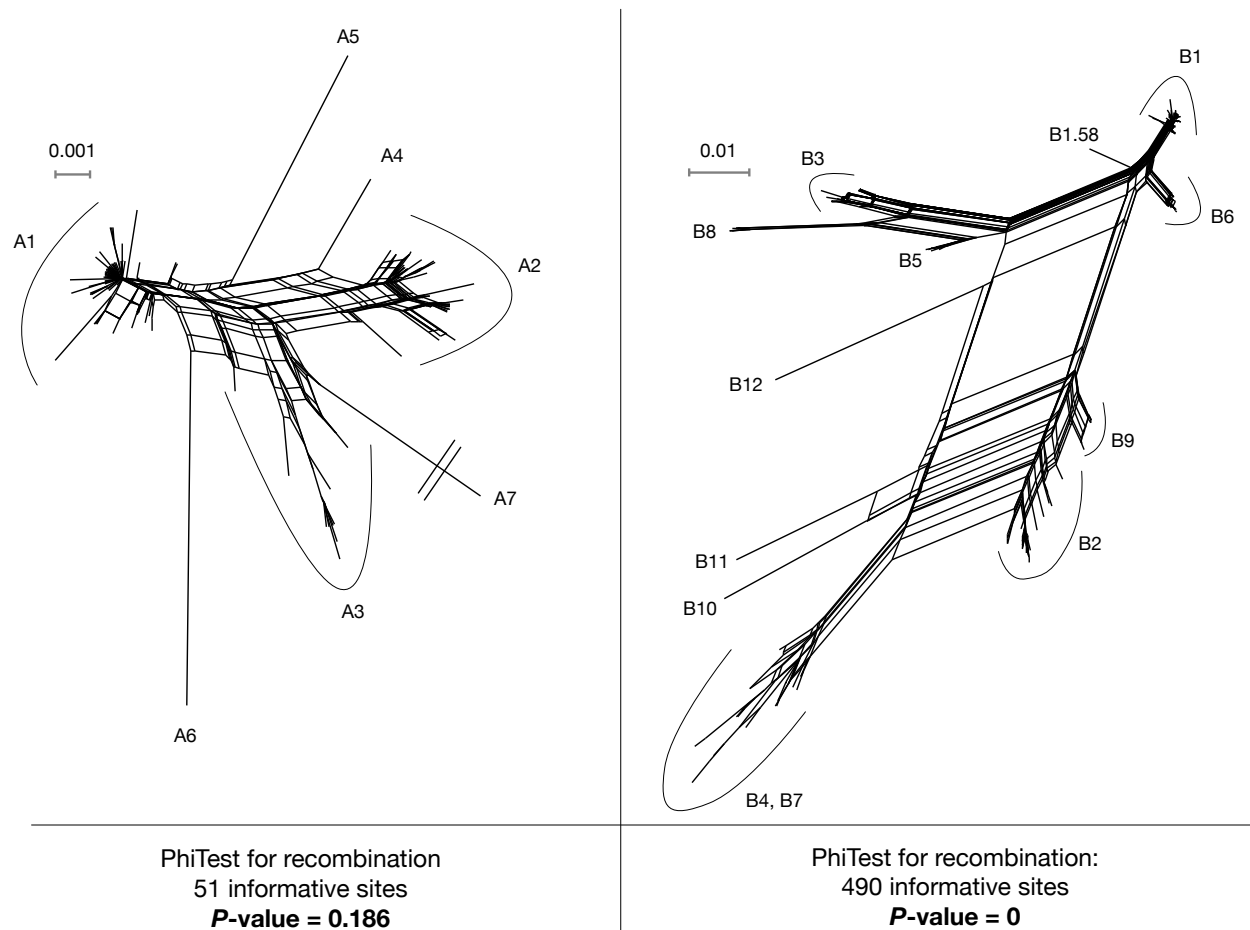 A5
0.001
A4
A1
A2
A7
A3
A6
PhiTest for recombination
51 informative sites
P-value = 0.186
B1
B1.58
0.01
B3
B6
B8
B5
B12
B9
B2
B11
B10
B4, B7
PhiTest for recombination:
490 informative sites
P-value = 0